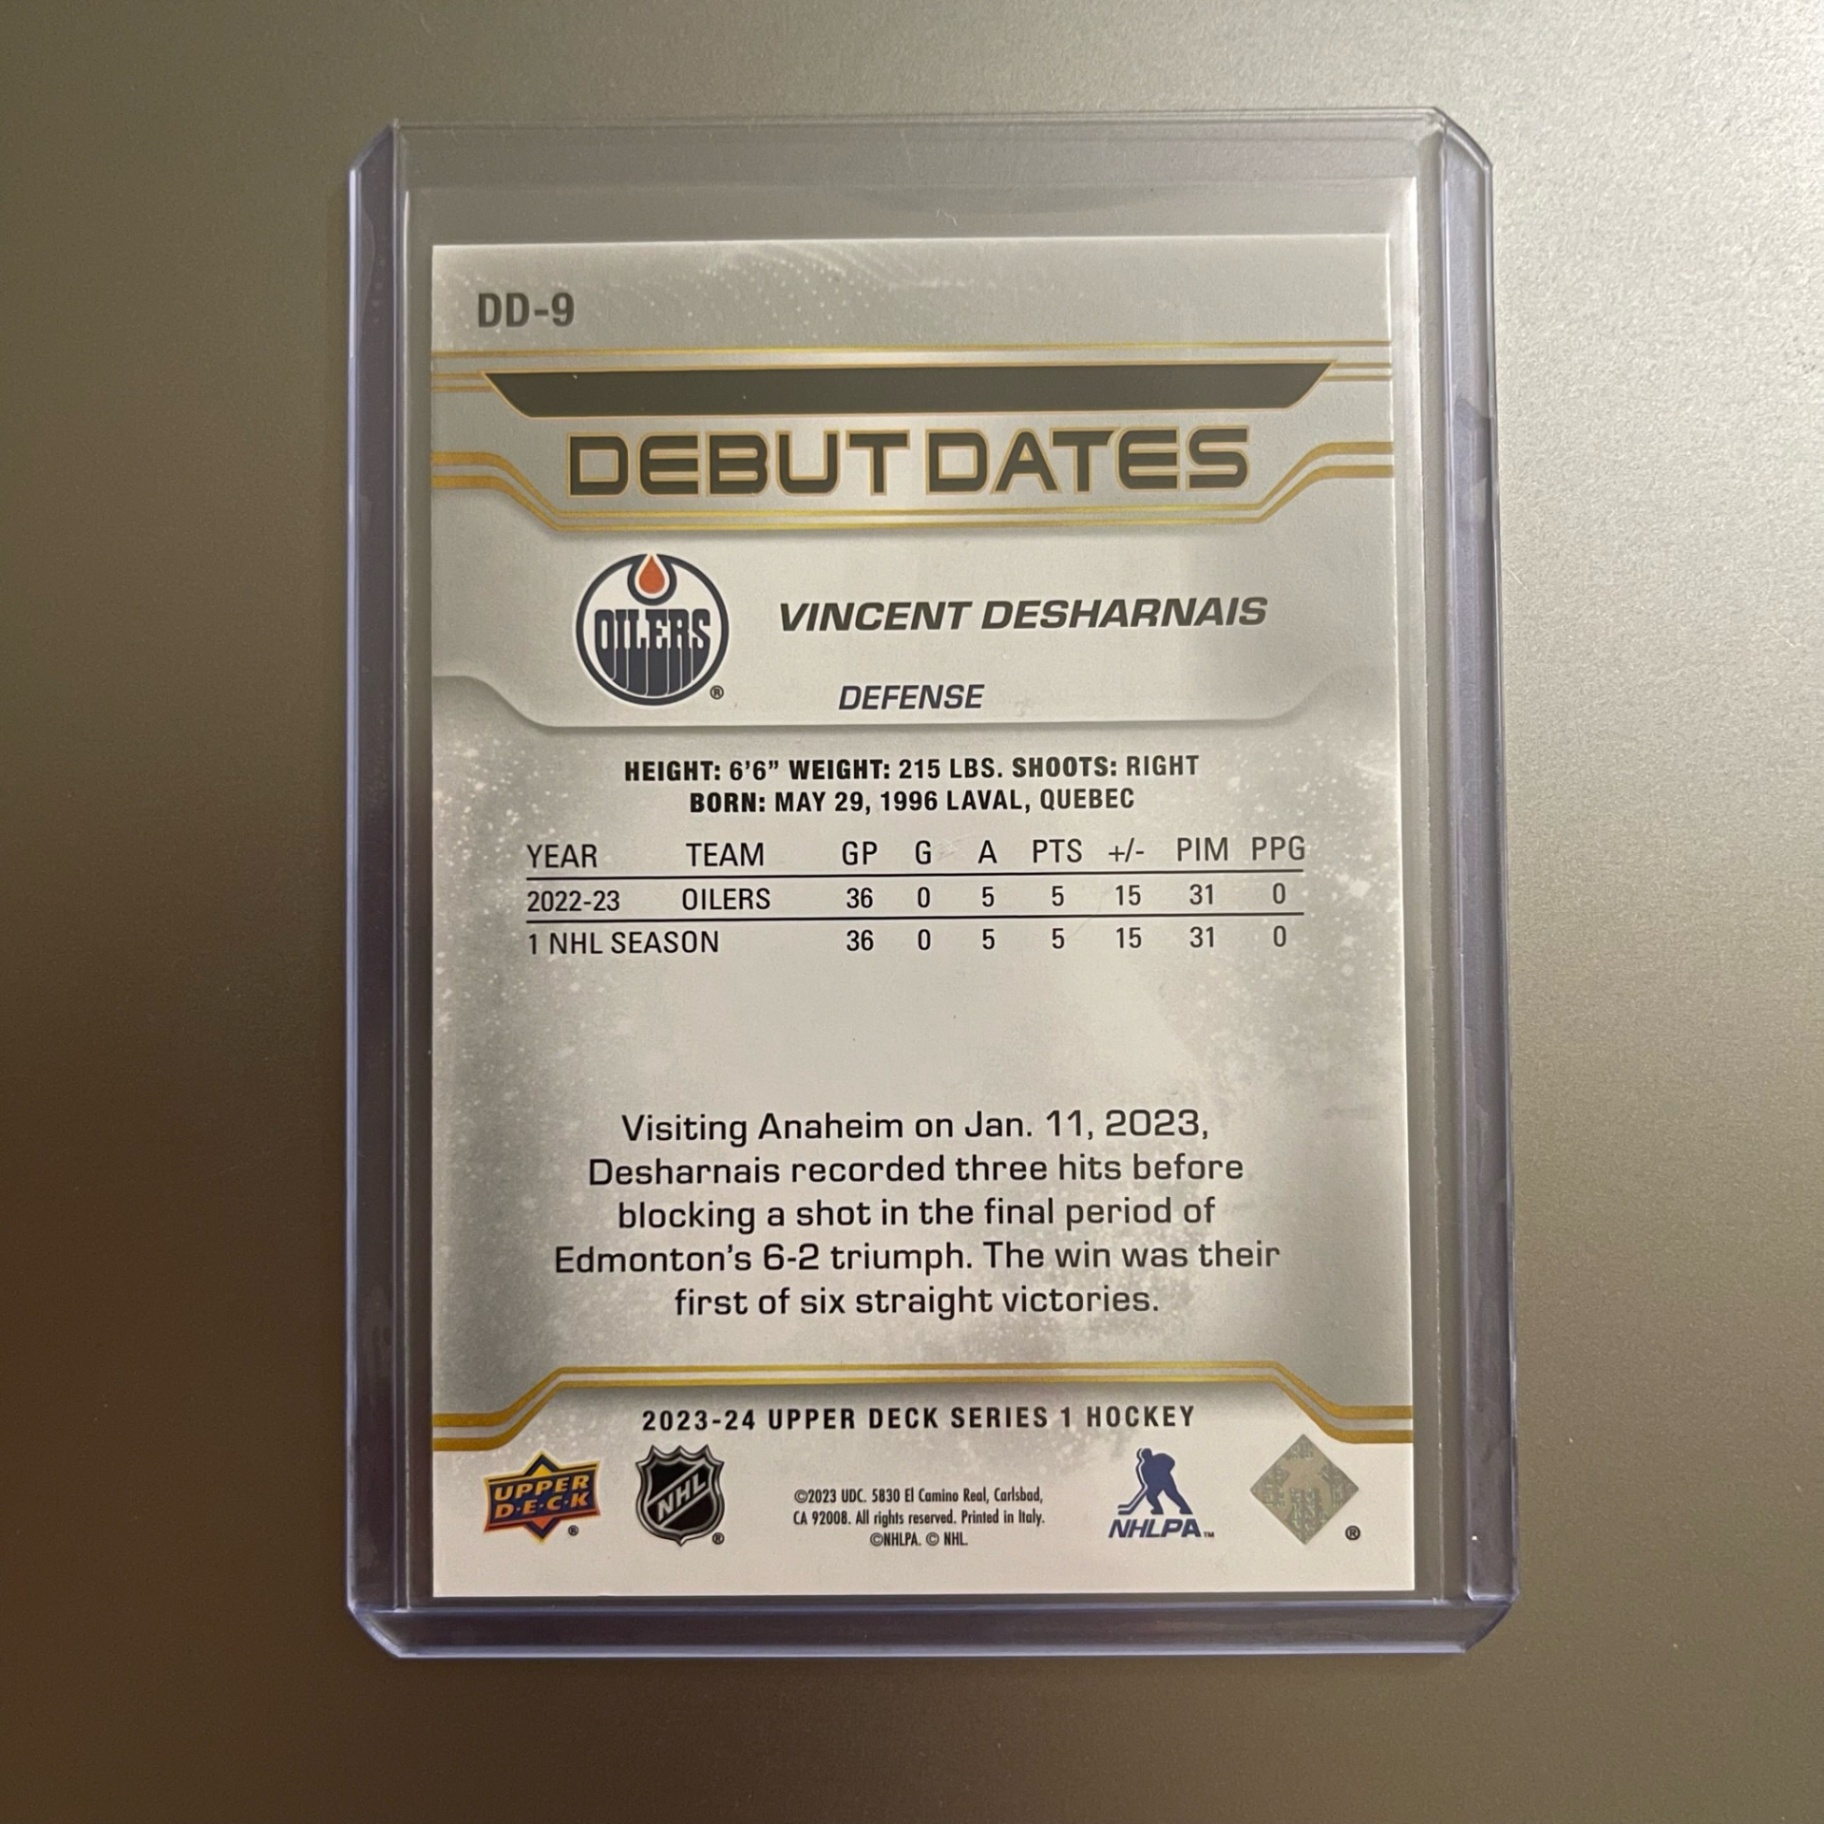 DD-9
DEBUT DATES
OILERS
®
VINCENT DESHARNAIS
DEFENSE
HEIGHT: 6'6” WEIGHT: 215 LBS. SHOOTS: RIGHT
BORN: MAY 29, 1996 LAVAL, QUEBEC
YEAR TEAM GP G A PTS +/- PIM PPG
2022-23 OILERS 36 0 5 5 15 31 0
1 NHL SEASON 36 0 5 5 15 31 0
Visiting Anaheim on Jan. 11, 2023,
Desharnais recorded three hits before
blocking a shot in the final period of
Edmonton's 6-2 triumph. The win was their
first of six straight victories.
2023-24 UPPER DECK SERIES 1 HOCKEY
UPPER
D·E·C·K
®
NHL
®
©2023 UDC. 5830 El Camino Real, Carlsbad,
CA 92008. All rights reserved. Printed in Italy.
©NHLPA. © NHL.
NHLPA™
®